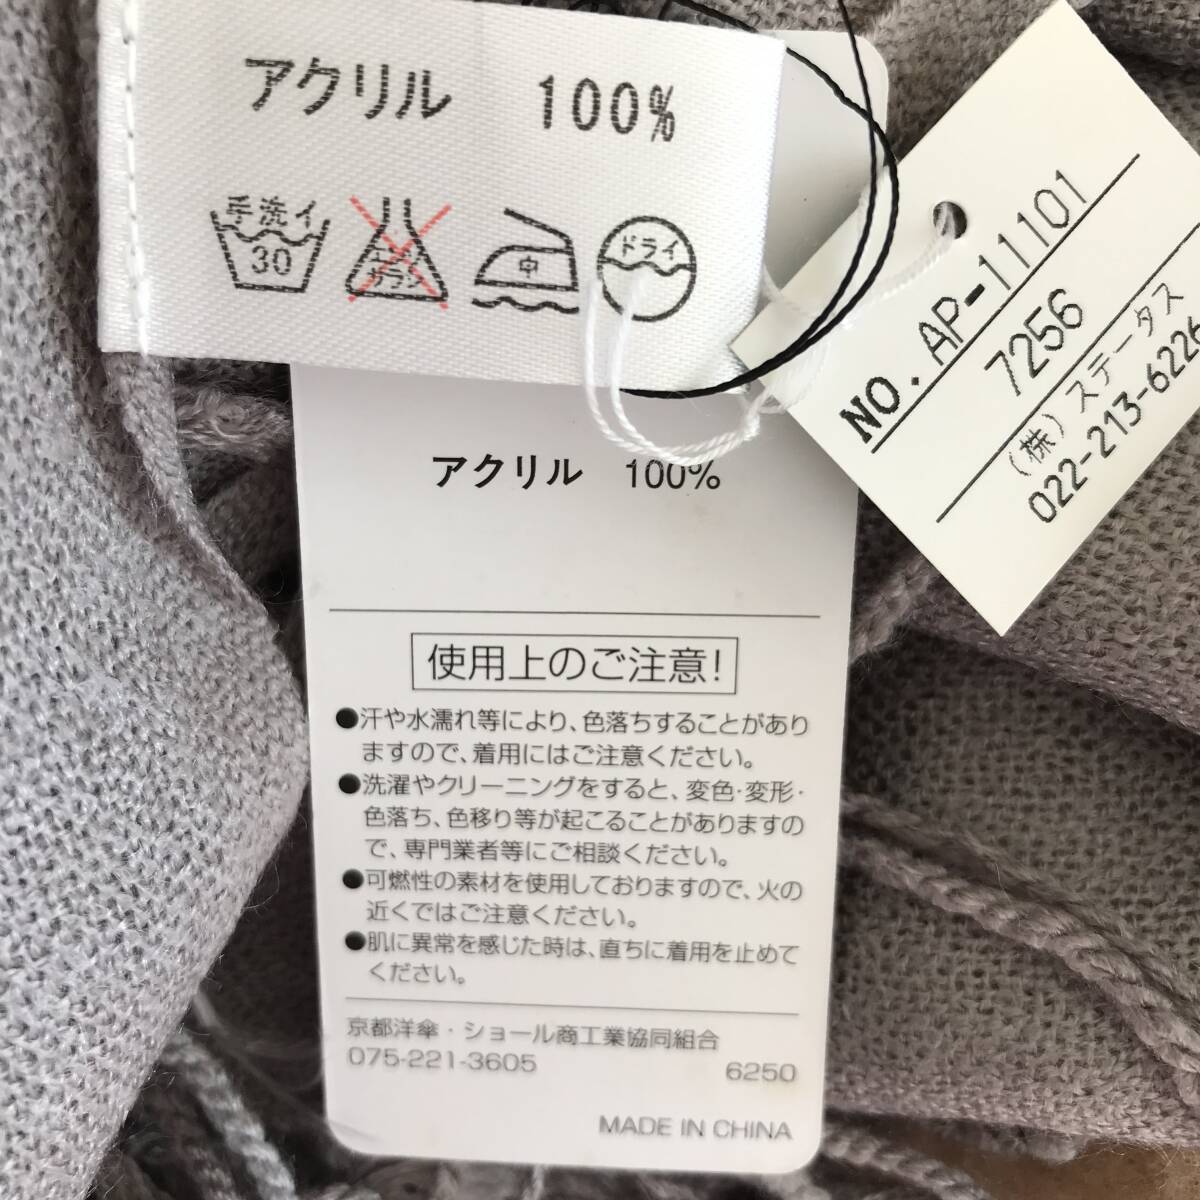 アクリル 100%
手洗イ
30
エンソ
サラシ
中
ドライ
NO. AP-11101
7256
(株)ステータス
022-213-6226
アクリル 100%
使用上のご注意!
●汗や水濡れ等により、色落ちすることがあり
ますので、着用にはご注意ください。
●洗濯やクリーニングをすると、変色・変形・
色落ち、色移り等が起こることがありますの
で、専門業者等にご相談ください。
●可燃性の素材を使用しておりますので、火の
近くではご注意ください。
●肌に異常を感じた時は、直ちに着用を止めて
ください。
京都洋傘・ショール商工業協同組合
075-221-3605 6250
MADE IN CHINA